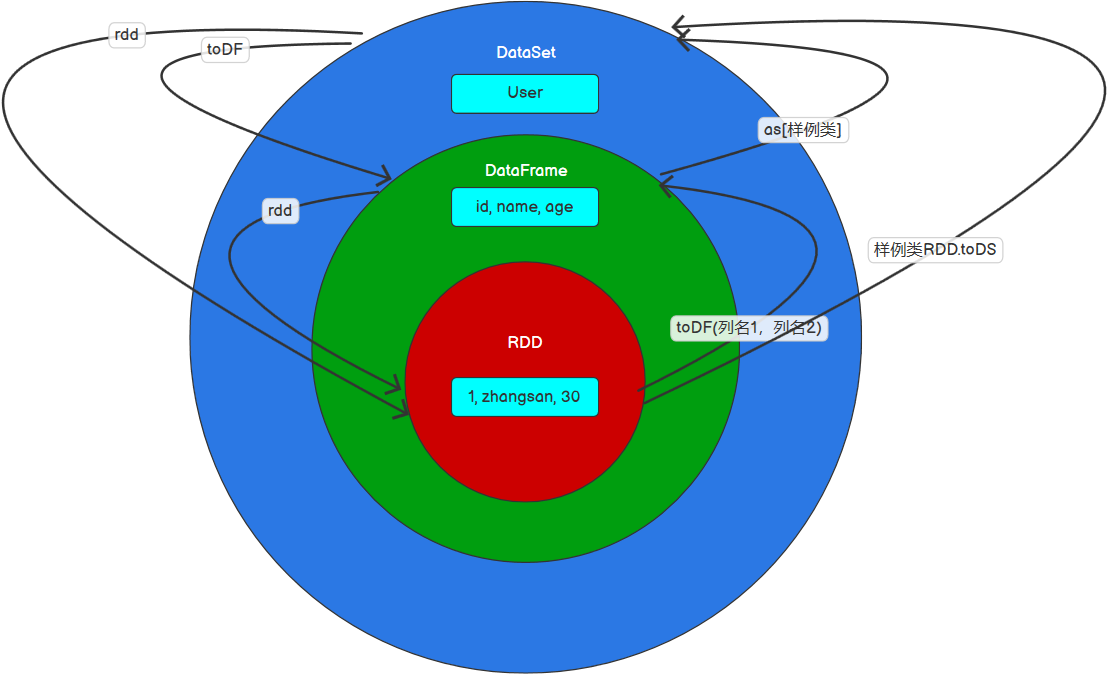 rdd
toDF
DataSet
User
as[样例类]
DataFrame
id, name, age
rdd
样例类RDD.toDS
toDF(列名1，列名2)
RDD
1, zhangsan, 30